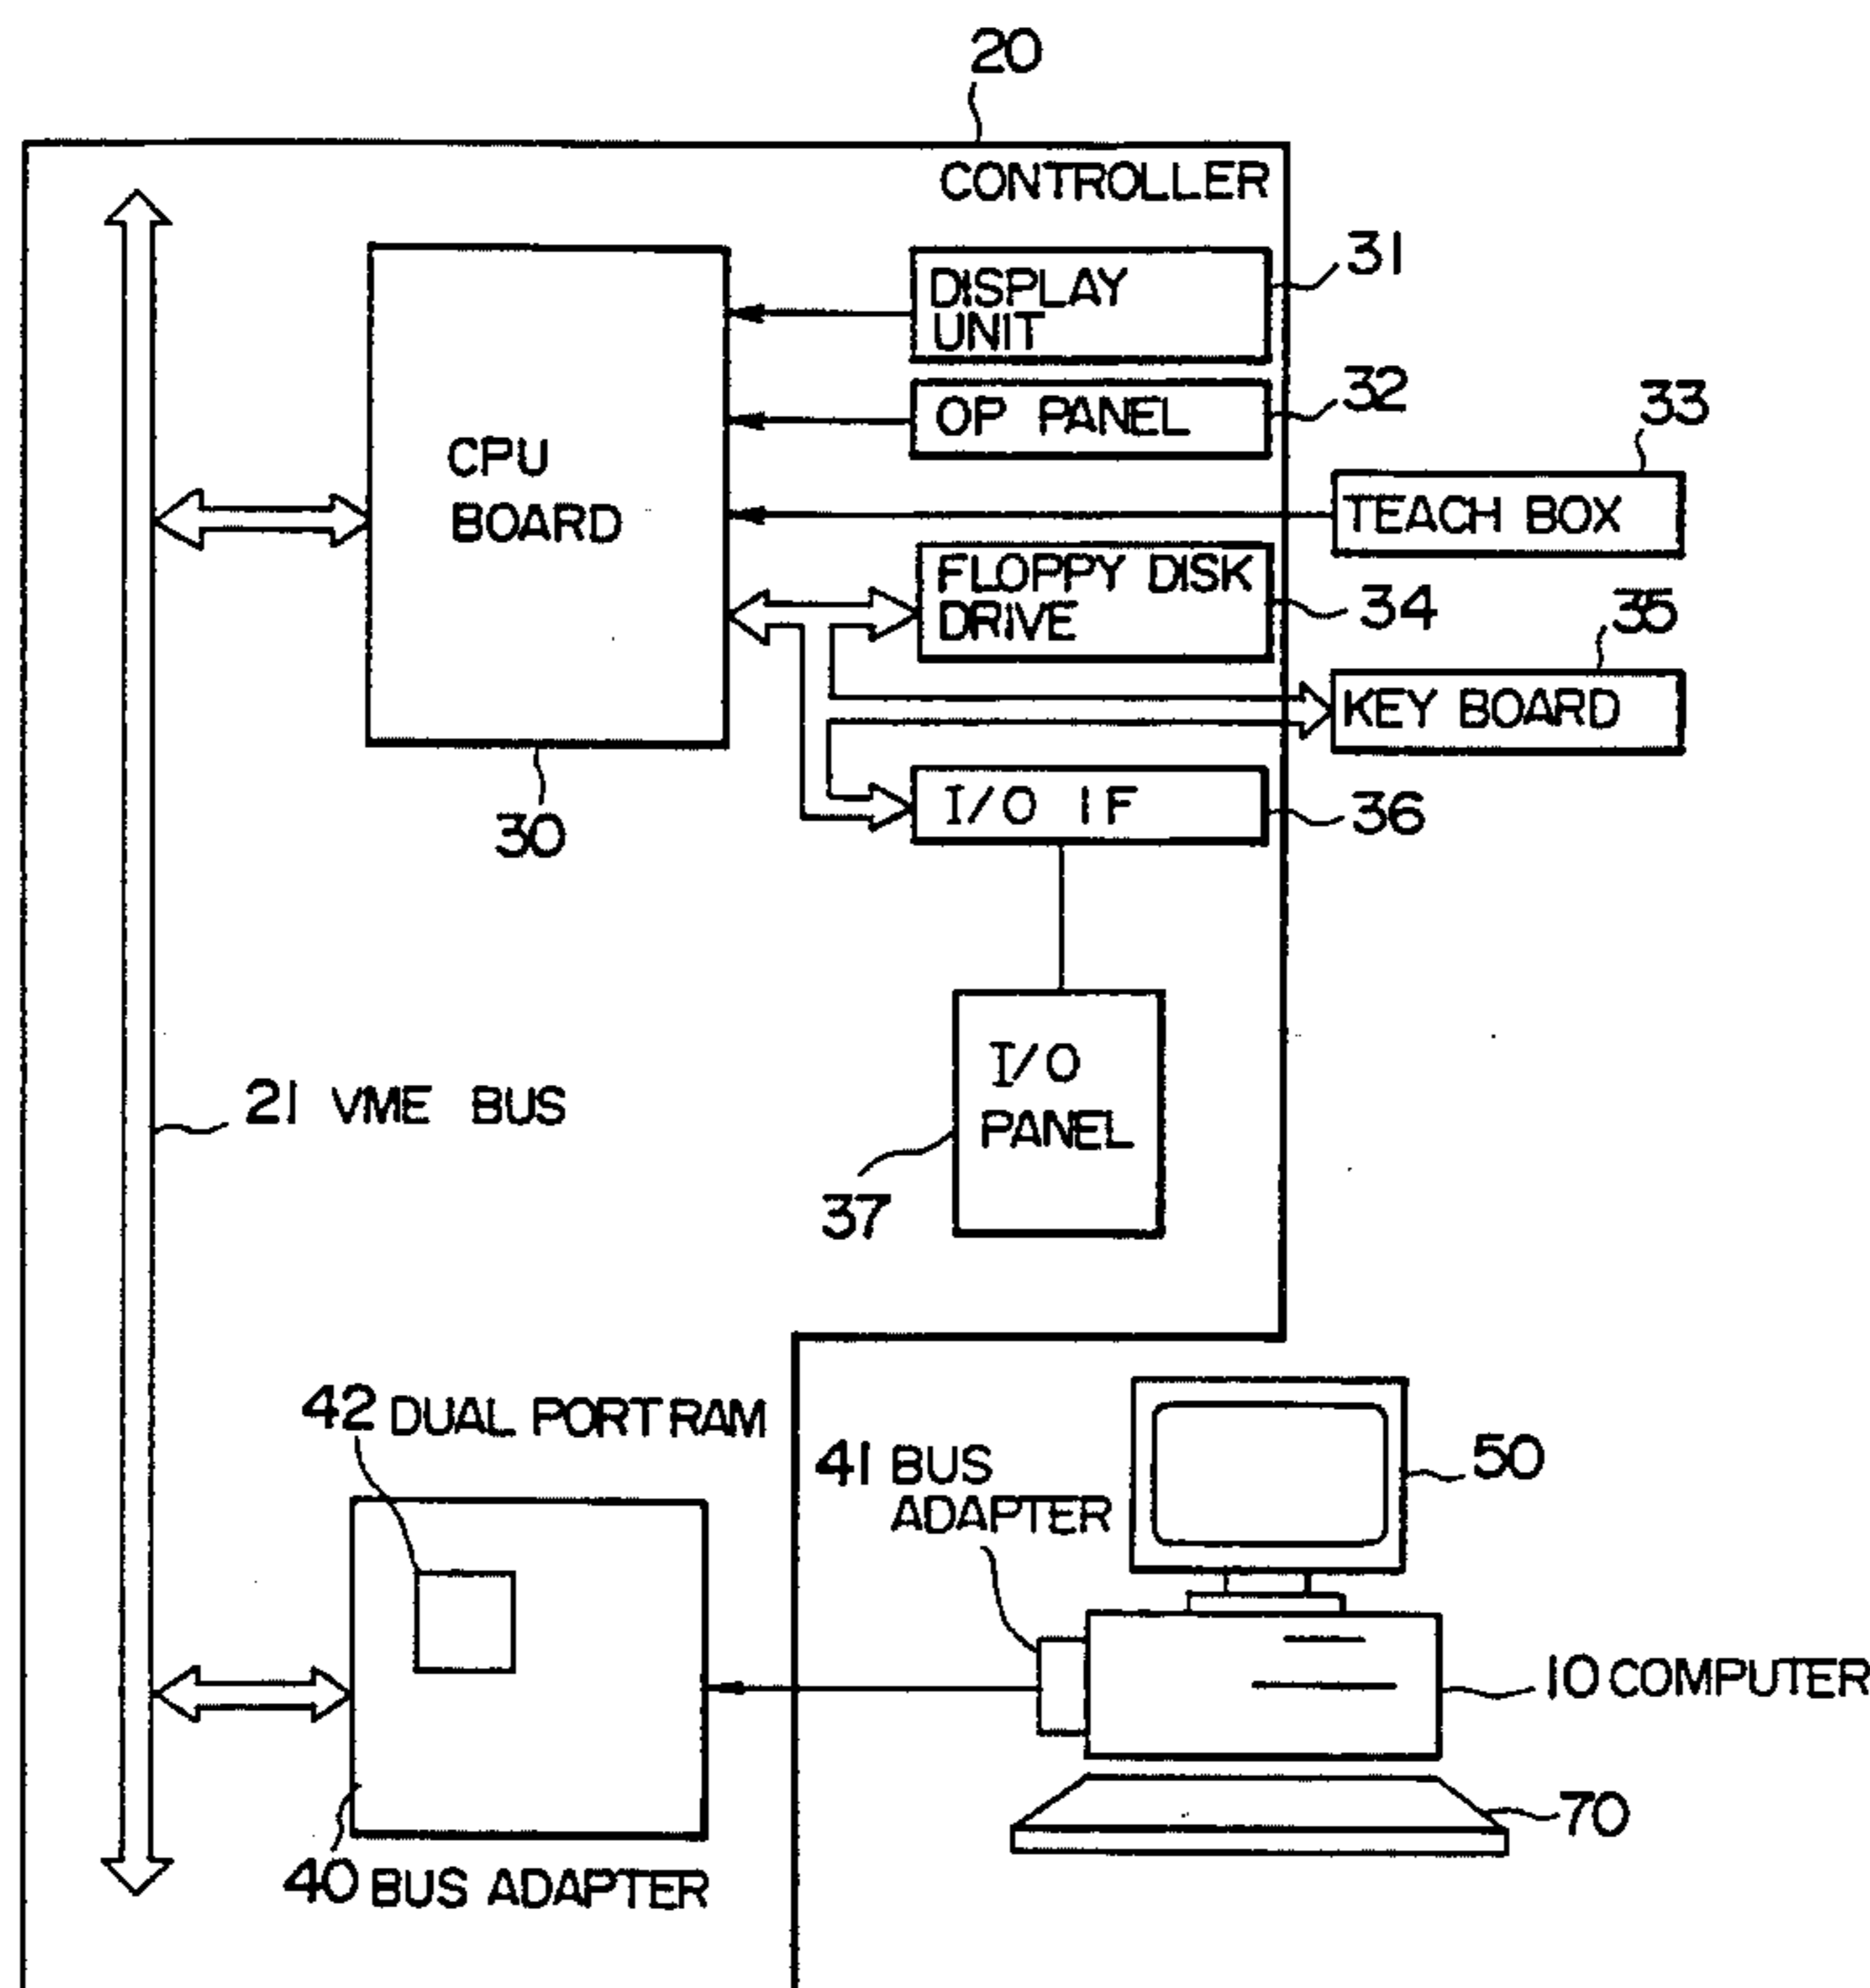 20
CONTROLLER
DISPLAY
UNIT
31
OP PANEL
32
33
CPU
BOARD
TEACH BOX
FLOPPY DISK
DRIVE
34
35
KEY BOARD
30
I/O IF
36
I/O
PANEL
21 VME BUS
37
42 DUAL PORT RAM
41 BUS
ADAPTER
50
10 COMPUTER
70
40 BUS ADAPTER